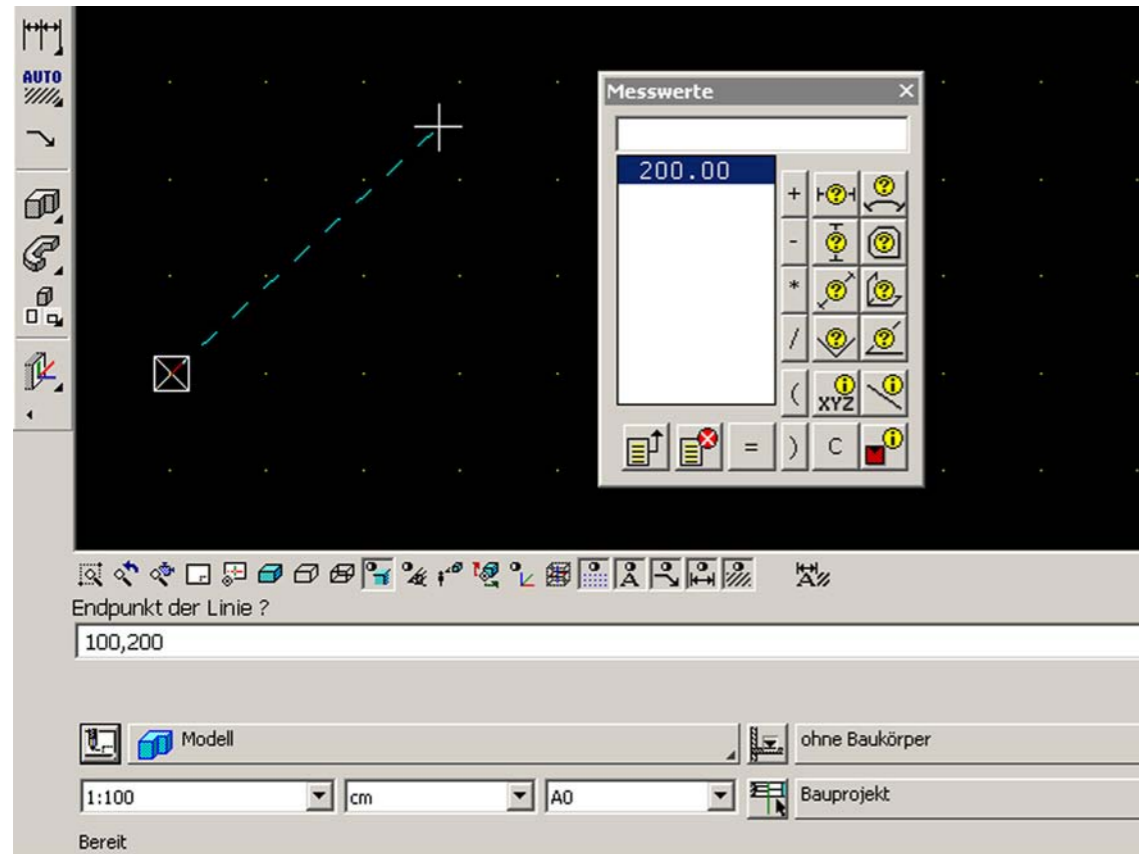 AUTO
Messwerte
200.00
+
-
*
/
(
XYZ
= ) C
Endpunkt der Linie ?
100,200
Modell
ohne Baukörper
1:100
cm
A0
Bauprojekt
Bereit